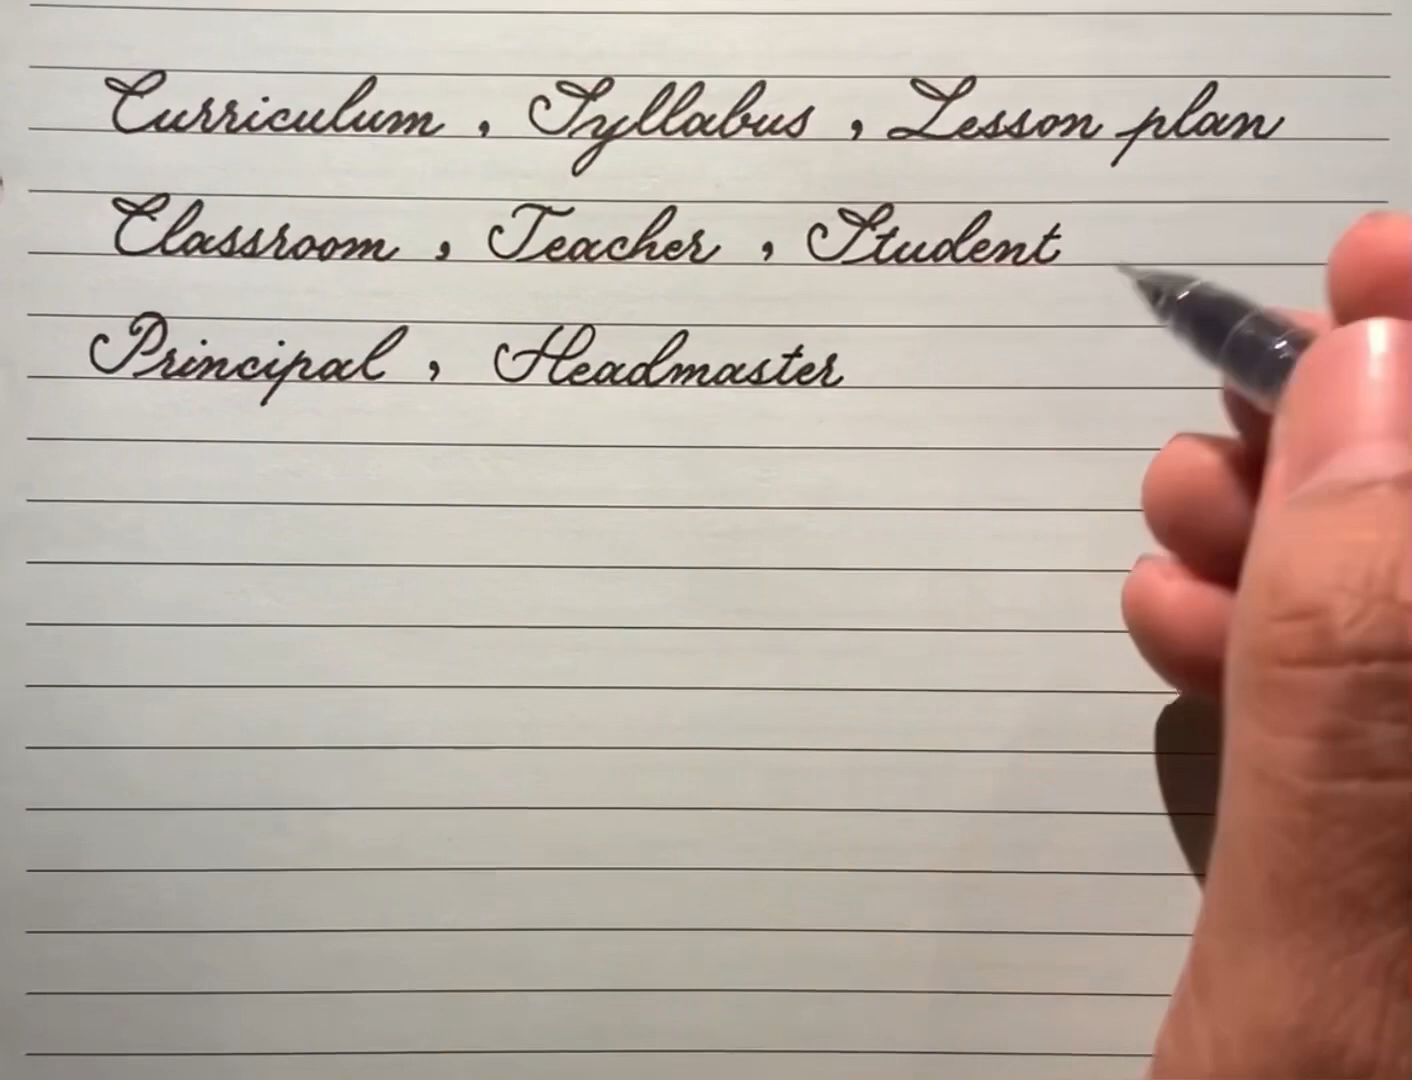 Curriculum , Syllabus , Lesson plan
Classroom , Teacher , Student
Principal , Headmaster